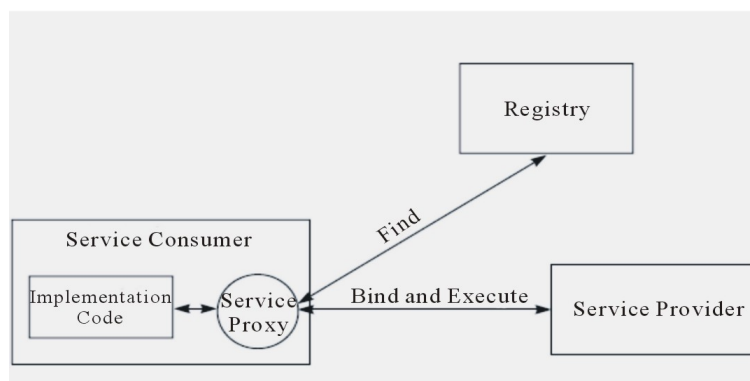 Registry
Find
Service Consumer
Implementation
Code
Service
Proxy
Bind and Execute
Service Provider